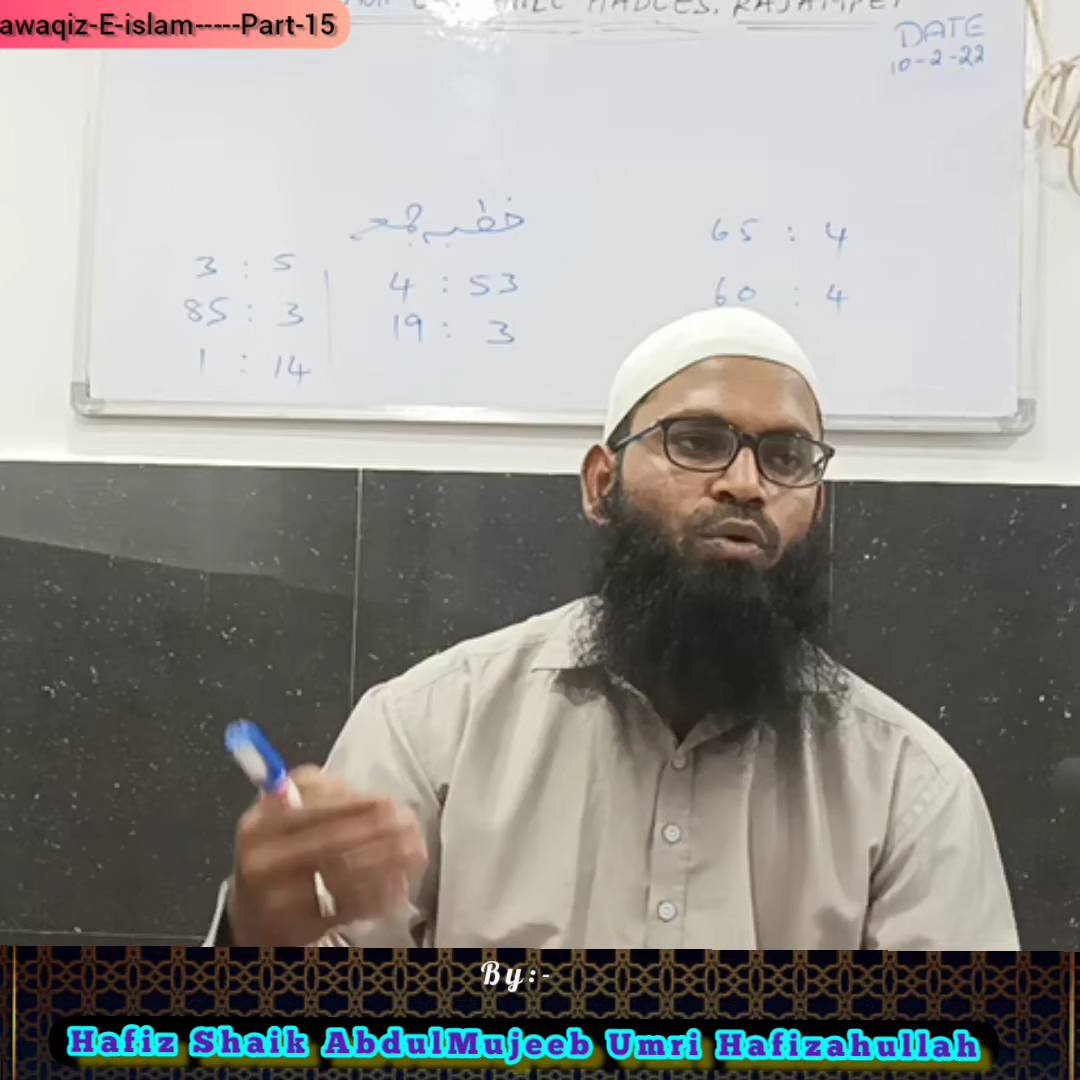 awaqiz-E-islam-----Part-15
RAJAMPET
DATE
10-2-22
خطبہ جمعہ
65 : 4
60 : 4
4 : 53
19 : 3
3 : 5
85 : 3
1 : 14
By:-
Hafiz Shaik AbdulMujeeb Umri Hafizahullah